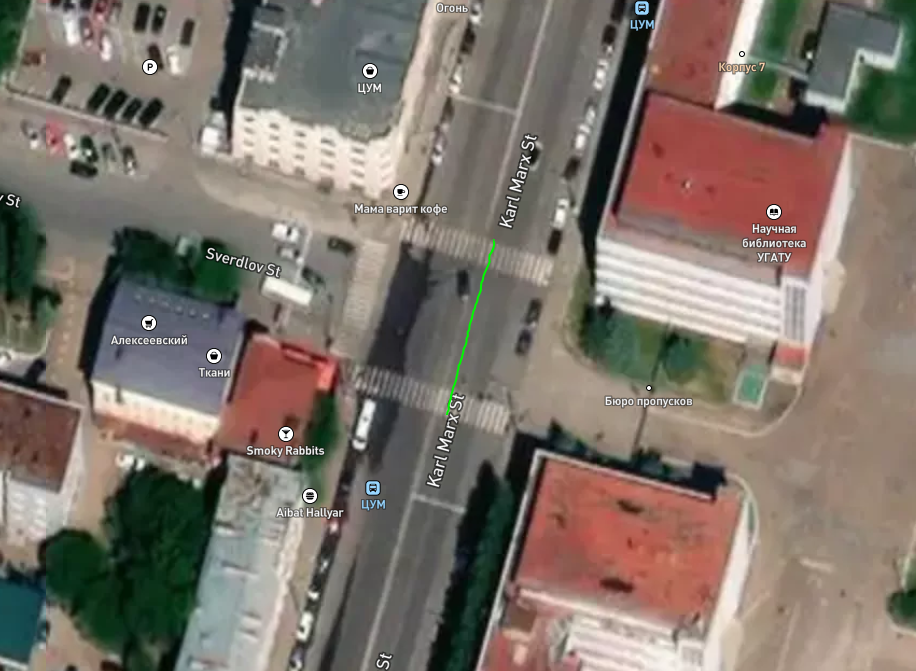 Огонь
ЦУМ
Корпус 7
P
ЦУМ
Karl Marx St
Мама варит кофе
y St
Научная
библиотека
УГАТУ
Sverdlov St
Алексеевский
Ткани
Бюро пропусков
Karl Marx St
Smoky Rabbits
ЦУМ
Aibat Hallyar
St